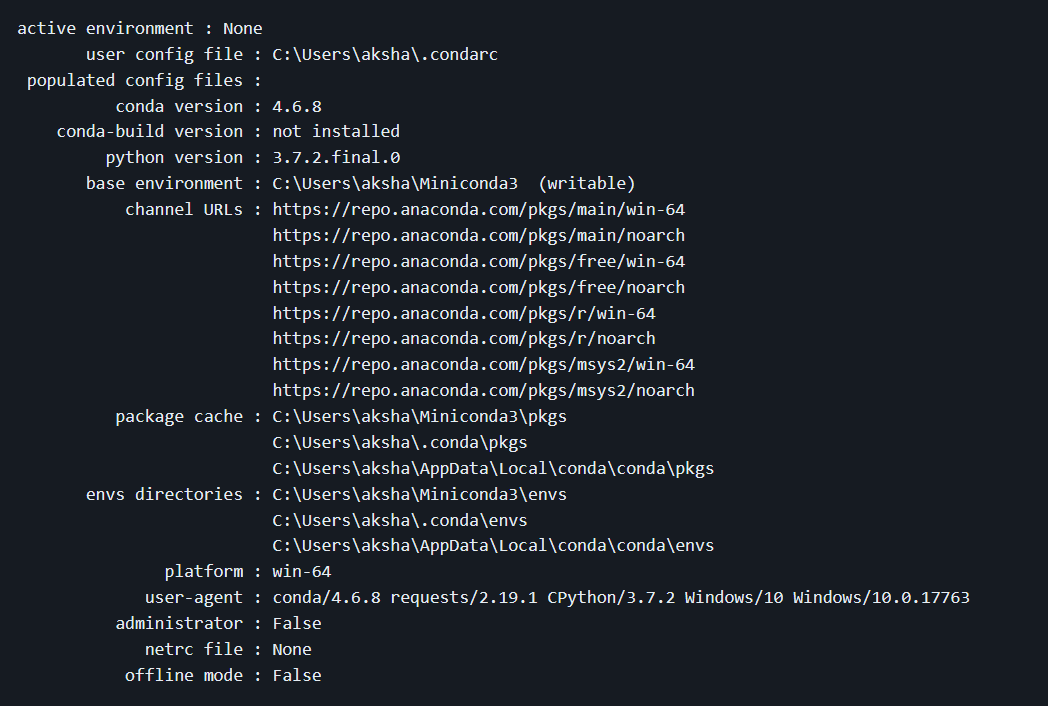 active environment : None
user config file : C:\Users\aksha\.condarc
populated config files :
conda version : 4.6.8
conda-build version : not installed
python version : 3.7.2.final.0
base environment : C:\Users\aksha\Miniconda3  (writable)
channel URLs : https://repo.anaconda.com/pkgs/main/win-64
https://repo.anaconda.com/pkgs/main/noarch
https://repo.anaconda.com/pkgs/free/win-64
https://repo.anaconda.com/pkgs/free/noarch
https://repo.anaconda.com/pkgs/r/win-64
https://repo.anaconda.com/pkgs/r/noarch
https://repo.anaconda.com/pkgs/msys2/win-64
https://repo.anaconda.com/pkgs/msys2/noarch
package cache : C:\Users\aksha\Miniconda3\pkgs
C:\Users\aksha\.conda\pkgs
C:\Users\aksha\AppData\Local\conda\conda\pkgs
envs directories : C:\Users\aksha\Miniconda3\envs
C:\Users\aksha\.conda\envs
C:\Users\aksha\AppData\Local\conda\conda\envs
platform : win-64
user-agent : conda/4.6.8 requests/2.19.1 CPython/3.7.2 Windows/10 Windows/10.0.17763
administrator : False
netrc file : None
offline mode : False